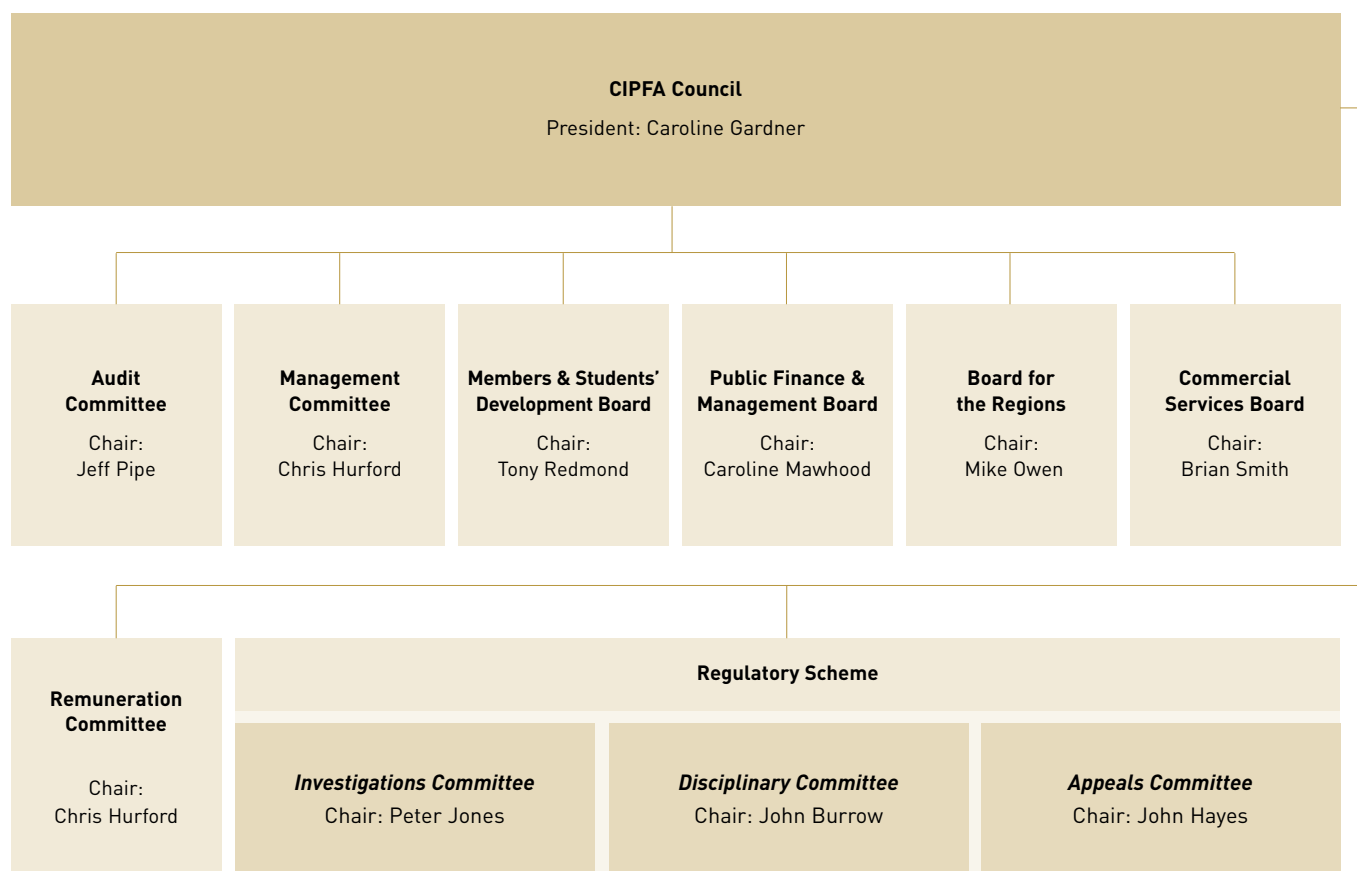 CIPFA Council
President: Caroline Gardner
Audit
Committee
Chair:
Jeff Pipe
Management
Committee
Chair:
Chris Hurford
Members & Students’
Development Board
Chair:
Tony Redmond
Public Finance &
Management Board
Chair:
Caroline Mawhood
Board for
the Regions
Chair:
Mike Owen
Commercial
Services Board
Chair:
Brian Smith
Remuneration
Committee
Chair:
Chris Hurford
Regulatory Scheme
Investigations Committee
Chair: Peter Jones
Disciplinary Committee
Chair: John Burrow
Appeals Committee
Chair: John Hayes